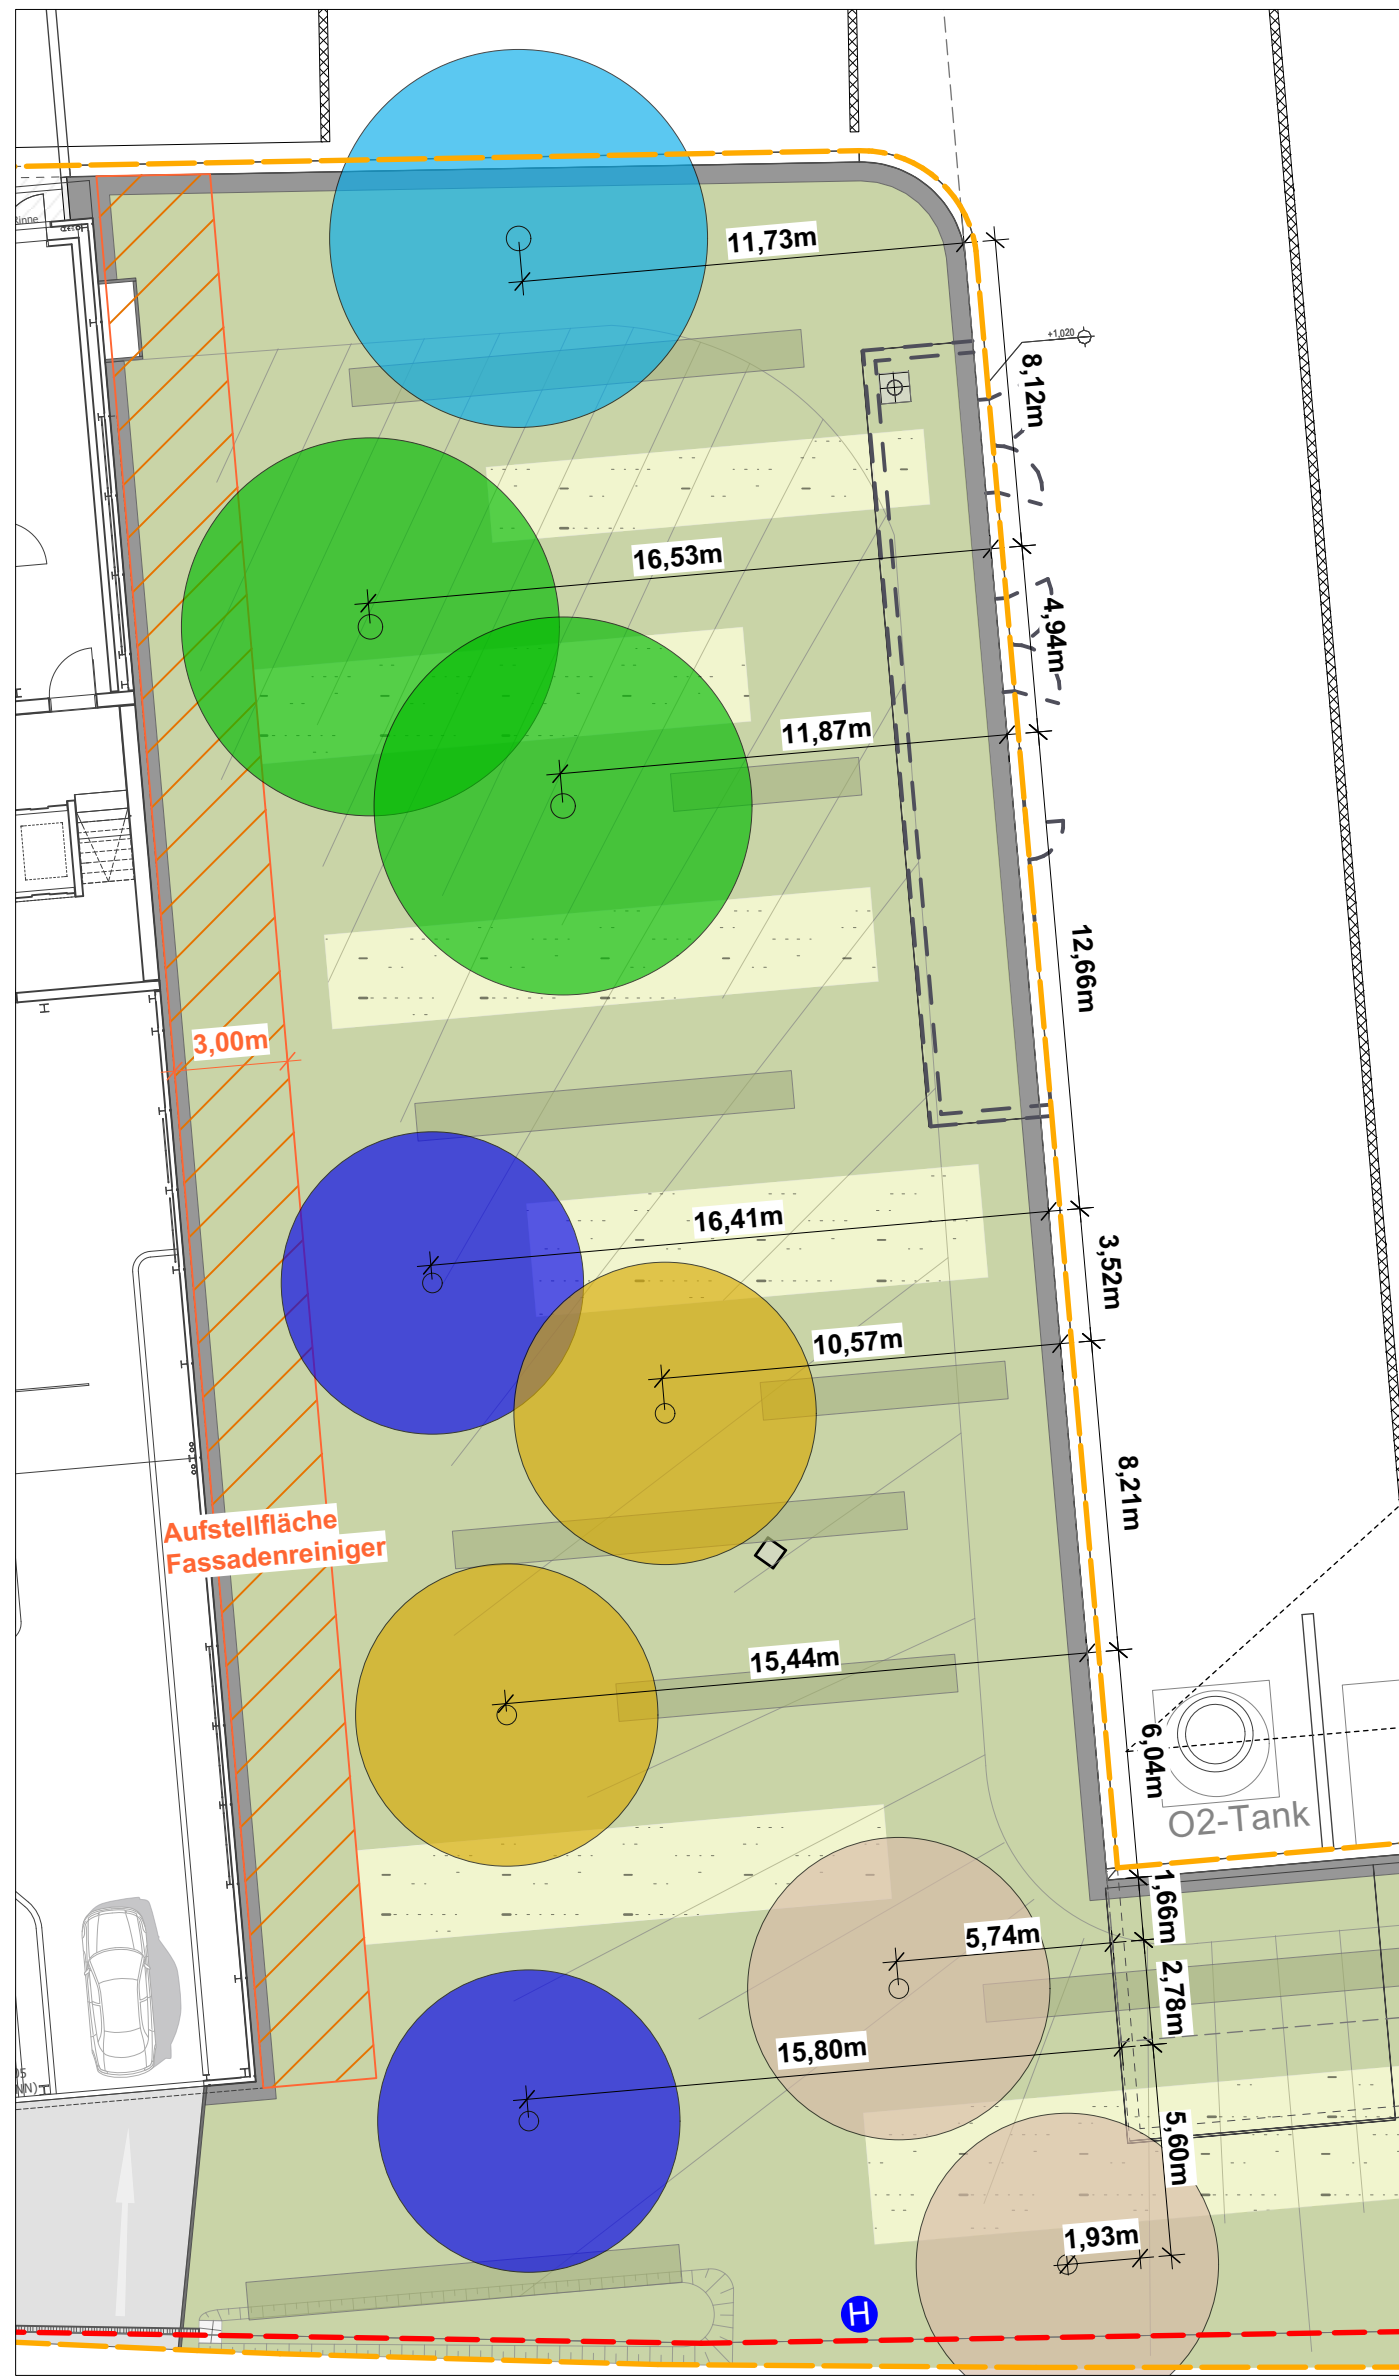 Rinne
11,73m
+1,020
8,12m
16,53m
4,94m
11,87m
12,66m
3,00m
16,41m
3,52m
10,57m
8,21m
Aufstellfläche
Fassadenreiniger
15,44m
6,04m
O2-Tank
1,66m
5,74m
2,78m
15,80m
NN)
5,60m
1,93m
H